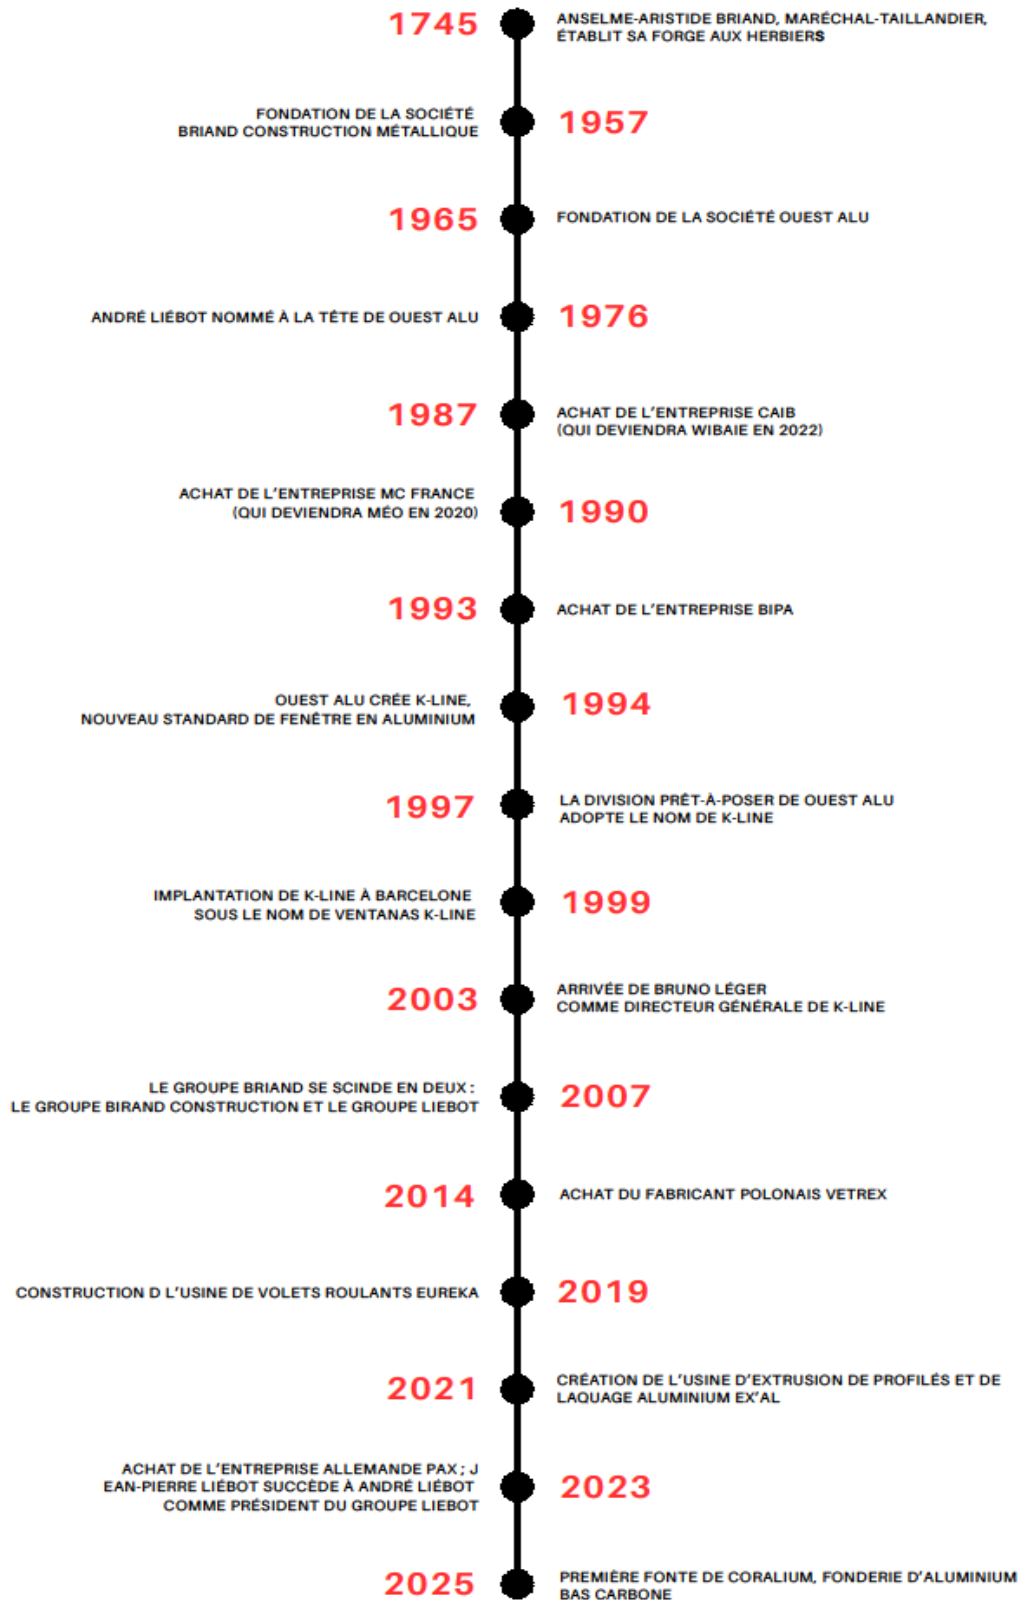 1745
ANSELME-ARISTIDE BRIAND, MARÉCHAL-TAILLANDIER,
ÉTABLIT SA FORGE AUX HERBIERS
FONDATION DE LA SOCIÉTÉ
BRIAND CONSTRUCTION MÉTALLIQUE
1957
1965
FONDATION DE LA SOCIÉTÉ OUEST ALU
ANDRÉ LIÉBOT NOMMÉ À LA TÊTE DE OUEST ALU
1976
1987
ACHAT DE L'ENTREPRISE CAIB
(QUI DEVIENDRA WIBAIE EN 2022)
ACHAT DE L'ENTREPRISE MC FRANCE
(QUI DEVIENDRA MÉO EN 2020)
1990
1993
ACHAT DE L'ENTREPRISE BIPA
OUEST ALU CRÉE K-LINE,
NOUVEAU STANDARD DE FENÊTRE EN ALUMINIUM
1994
1997
LA DIVISION PRÊT-À-POSER DE OUEST ALU
ADOPTE LE NOM DE K-LINE
IMPLANTATION DE K-LINE À BARCELONE
SOUS LE NOM DE VENTANAS K-LINE
1999
2003
ARRIVÉE DE BRUNO LÉGER
COMME DIRECTEUR GÉNÉRALE DE K-LINE
LE GROUPE BRIAND SE SCINDE EN DEUX :
LE GROUPE BIRAND CONSTRUCTION ET LE GROUPE LIEBOT
2007
2014
ACHAT DU FABRICANT POLONAIS VETREX
CONSTRUCTION D L'USINE DE VOLETS ROULANTS EUREKA
2019
2021
CRÉATION DE L'USINE D'EXTRUSION DE PROFILÉS ET DE
LAQUAGE ALUMINIUM EX'AL
ACHAT DE L'ENTREPRISE ALLEMANDE PAX ; J
EAN-PIERRE LIÉBOT SUCCÈDE À ANDRÉ LIÉBOT
COMME PRÉSIDENT DU GROUPE LIEBOT
2023
2025
PREMIÈRE FONTE DE CORALIUM, FONDERIE D'ALUMINIUM
BAS CARBONE